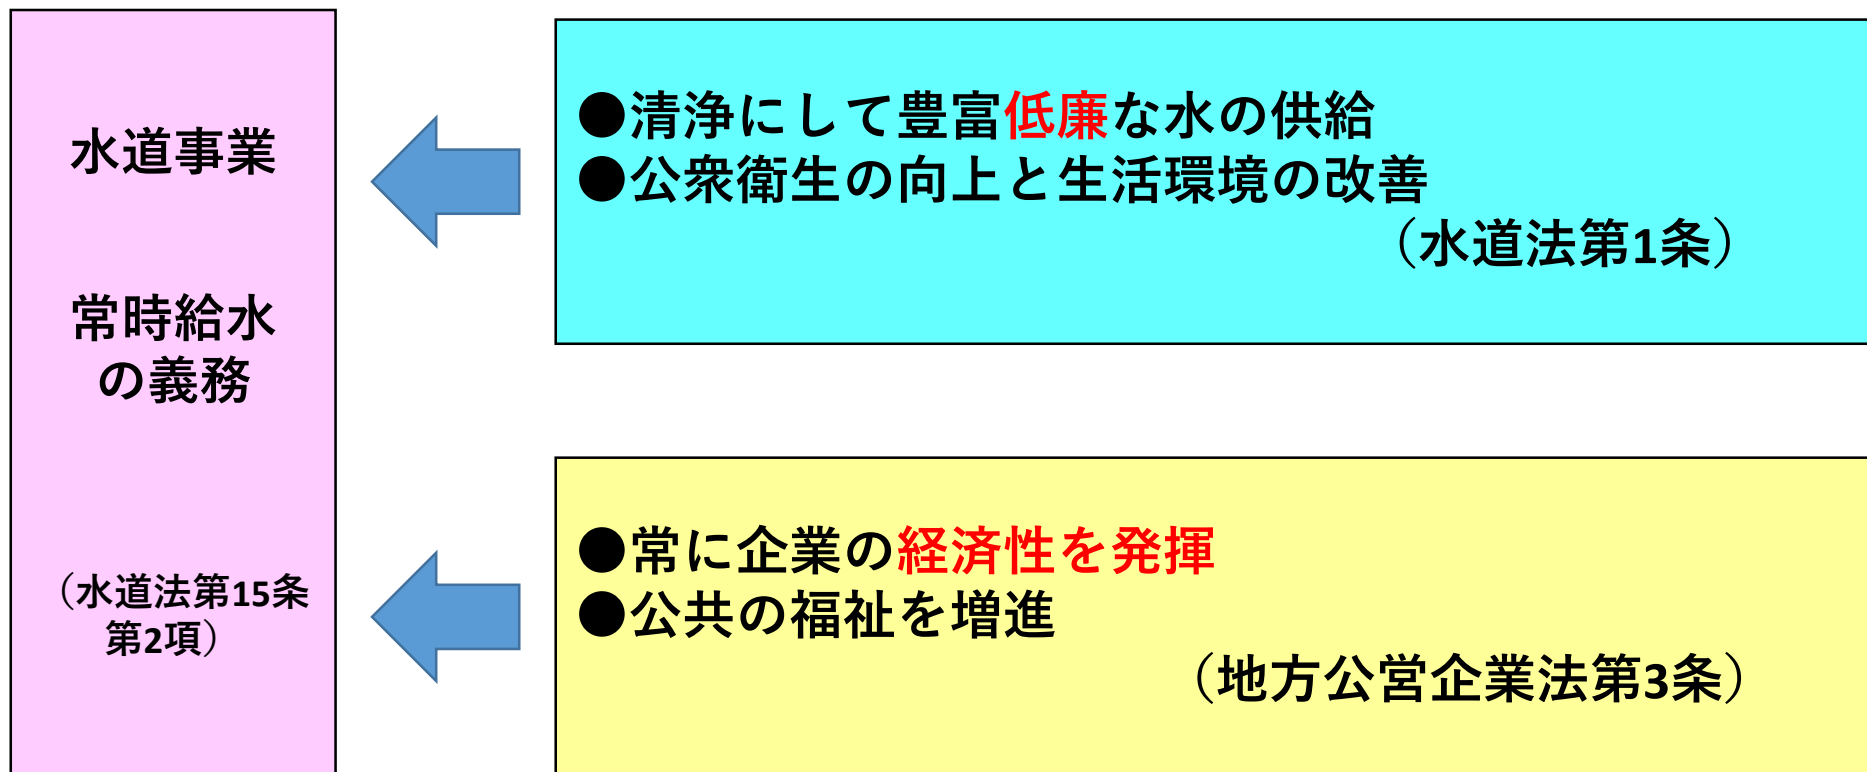 水道事業
常時給水
の義務
（水道法第15条
第2項）
●清浄にして豊富低廉な水の供給
●公衆衛生の向上と生活環境の改善
（水道法第1条）
●常に企業の経済性を発揮
●公共の福祉を増進
（地方公営企業法第3条）